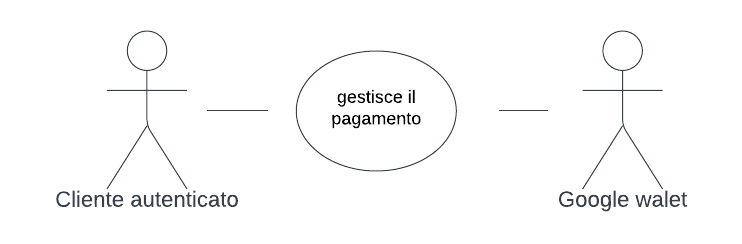 gestisce il
pagamento
Cliente autenticato
Google walet